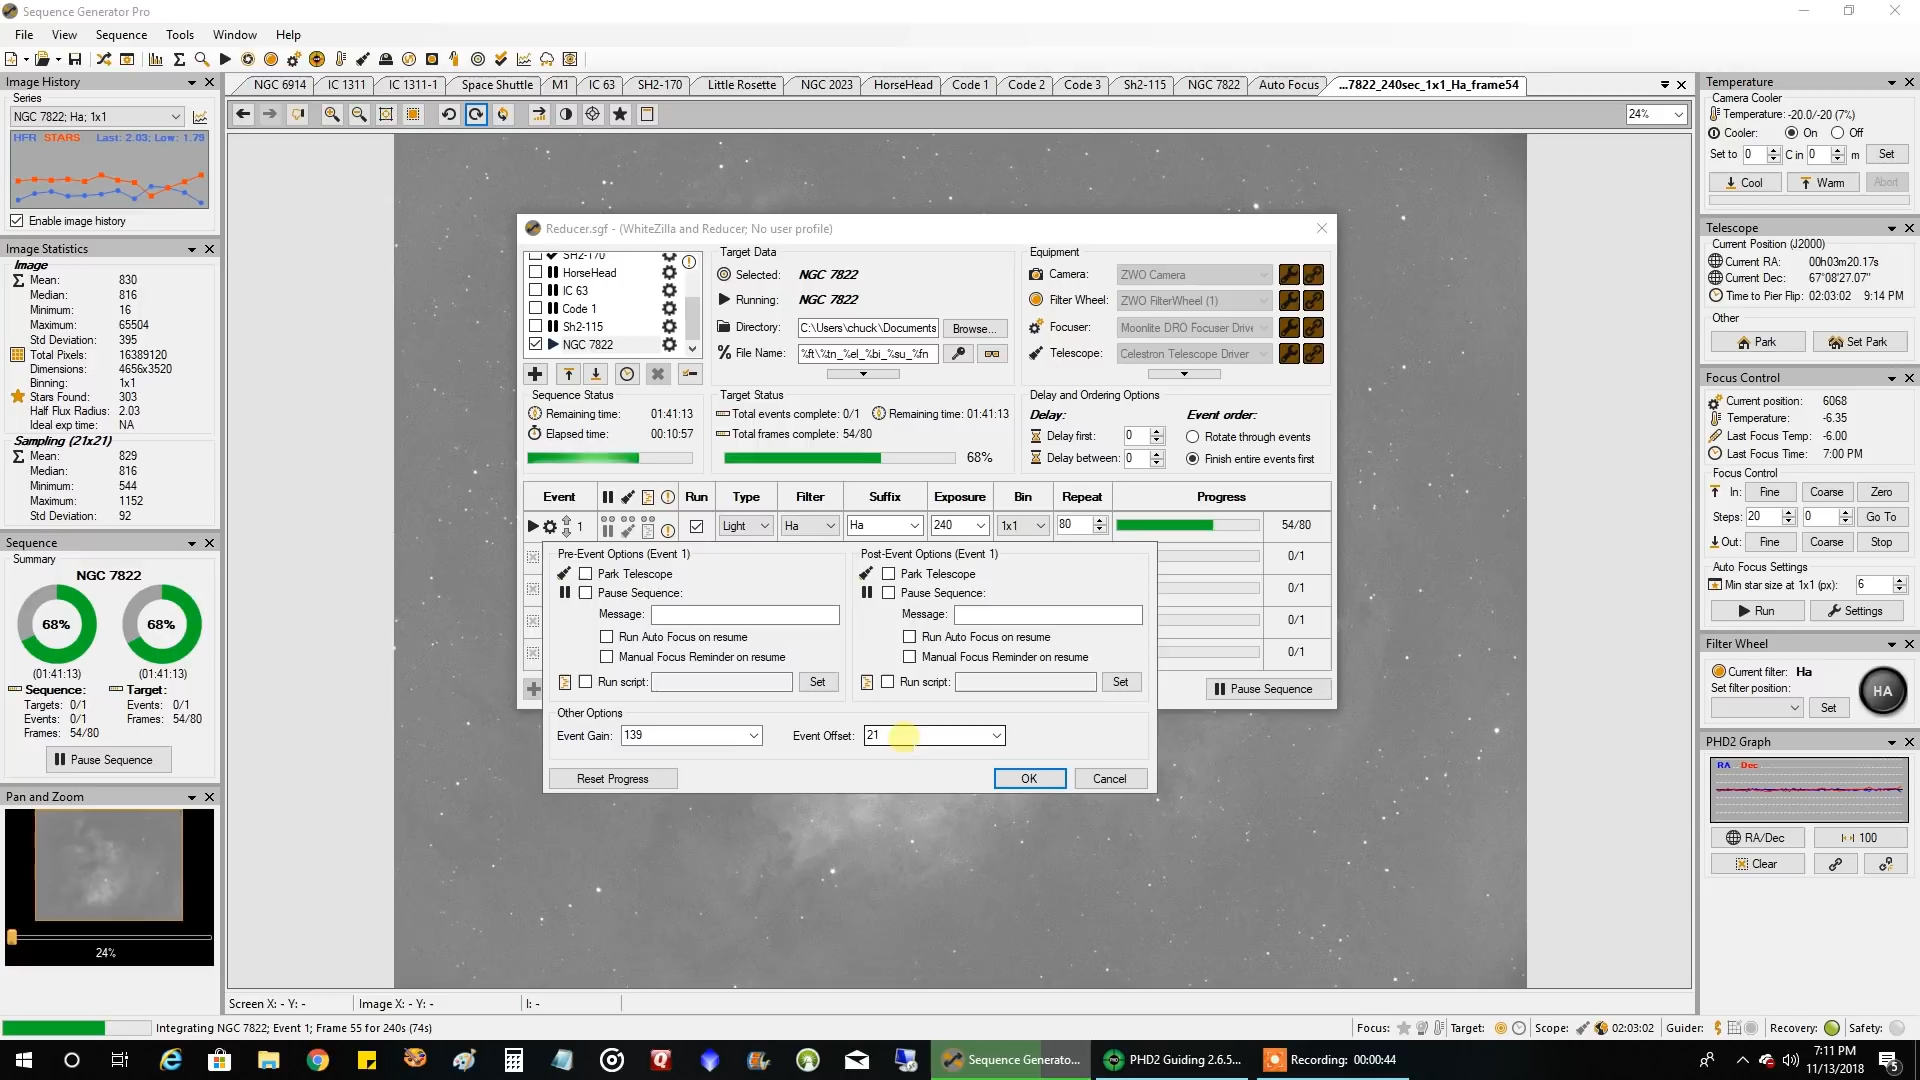 Sequence Generator Pro
File View Sequence Tools Window Help
Image History
Series
NGC 7822; Ha; 1x1
HFR STARS Last: 2.03; Low: 1.79
Enable image history
Image Statistics
Image
Mean: 830
Median: 816
Minimum: 16
Maximum: 65504
Std Deviation: 395
Total Pixels: 16389120
Dimensions: 4656x3520
Binning: 1x1
Stars Found: 303
Half Flux Radius: 2.03
Ideal exp time: NA
Sampling (21x21)
Mean: 829
Median: 816
Minimum: 544
Maximum: 1152
Std Deviation: 92
Sequence
Summary
NGC 7822
68% 68%
(01:41:13) (01:41:13)
Sequence: Target:
Targets: 0/1 Events: 0/1
Events: 0/1 Frames: 54/80
Frames: 54/80
Pause Sequence
Pan and Zoom
24%
NGC 6914 IC 1311 IC 1311-1 Space Shuttle M1 IC 63 SH2-170 Little Rosette NGC 2023 HorseHead Code 1 Code 2 Code 3 Sh2-115 NGC 7822 Auto Focus ...7822_240sec_1x1_Ha_frame54
24%
Reducer.sgf - (WhiteZilla and Reducer; No user profile)
SH2-170
HorseHead
IC 63
Code 1
Sh2-115
NGC 7822
Target Data
Selected: NGC 7822
Running: NGC 7822
Directory: C:\Users\chuck\Documents Browse...
File Name: %ft\%tn_%el_%bi_%su_%fn
Equipment
Camera: ZWO Camera
Filter Wheel: ZWO FilterWheel (1)
Focuser: Moonlite DRO Focuser Drive
Telescope: Celestron Telescope Driver
Sequence Status
Remaining time: 01:41:13
Elapsed time: 00:10:57
Target Status
Total events complete: 0/1 Remaining time: 01:41:13
Total frames complete: 54/80
68%
Delay and Ordering Options
Delay: Event order:
Delay first: 0 Rotate through events
Delay between: 0 Finish entire events first
Event Run Type Filter Suffix Exposure Bin Repeat Progress
1 Light Ha Ha 240 1x1 80 54/80
0/1
0/1
0/1
0/1
Pause Sequence
Pre-Event Options (Event 1)
Park Telescope
Pause Sequence:
Message:
Run Auto Focus on resume
Manual Focus Reminder on resume
Run script: Set
Post-Event Options (Event 1)
Park Telescope
Pause Sequence:
Message:
Run Auto Focus on resume
Manual Focus Reminder on resume
Run script: Set
Other Options
Event Gain: 139 Event Offset: 21
Reset Progress OK Cancel
Temperature
Camera Cooler
Temperature: -20.0/-20 (7%)
Cooler: On Off
Set to 0 C in 0 m Set
Cool Warm Abort
Telescope
Current Position (J2000)
Current RA: 00h03m20.17s
Current Dec: 67°08'27.07"
Time to Pier Flip: 02:03:02 9:14 PM
Other
Park Set Park
Focus Control
Current position: 6068
Temperature: -6.35
Last Focus Temp: -6.00
Last Focus Time: 7:00 PM
Focus Control
In: Fine Coarse Zero
Steps: 20 0 Go To
Out: Fine Coarse Stop
Auto Focus Settings
Min star size at 1x1 (px): 6
Run Settings
Filter Wheel
Current filter: Ha
Set filter position:
Set
HA
PHD2 Graph
RA Dec
RA/Dec 100
Clear
Screen X: - Y: - Image X: - Y: - I: -
Integrating NGC 7822; Event 1; Frame 55 for 240s (74s)
Focus: Target: Scope: 02:03:02 Guider: Recovery: Safety:
Sequence Generato... PHD2 Guiding 2.6.5... Recording: 00:00:44
7:11 PM
11/13/2018
5